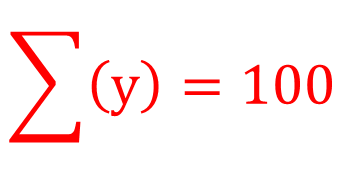 ∑(y) = 100